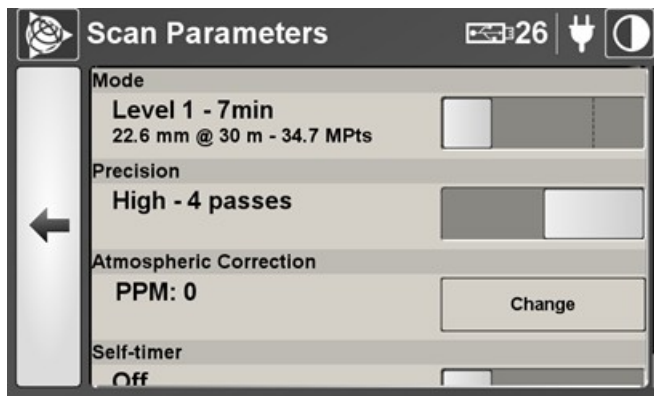 Scan Parameters 26
Mode
Level 1 - 7min
22.6 mm @ 30 m - 34.7 MPts
Precision
High - 4 passes
Atmospheric Correction
PPM: 0
Change
Self-timer
Off